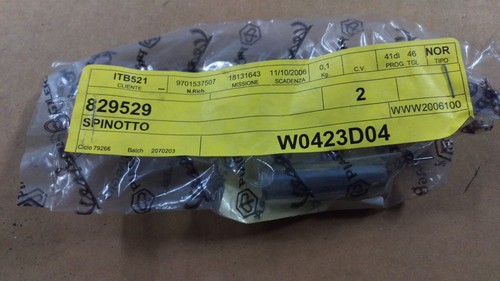 ITB521 _ 9701537507 18131643 11/10/2006 0,1 41di 46 NOR
CLIENTE N.Rich. MISSIONE SCADENZA Kg C.V. PROG. TGL TIPO
829529 2 WWW2006100
SPINOTTO W0423D04
Ciclo 79266 Batch 2070203